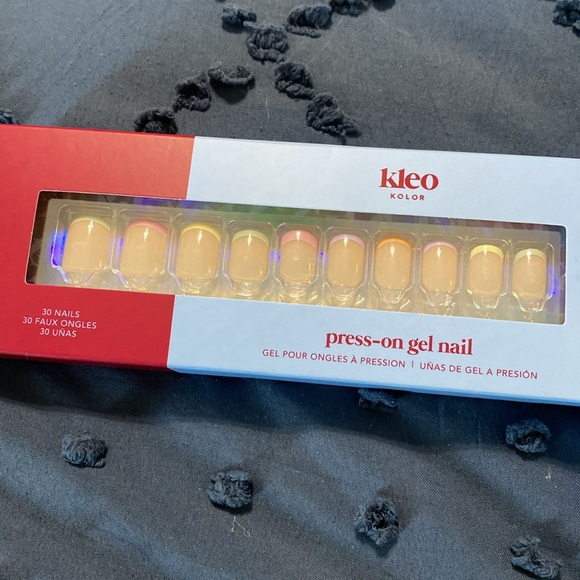 kleo
KOLOR
30 NAILS
30 FAUX ONGLES
30 UÑAS
press-on gel nail
GEL POUR ONGLES À PRESSION | UÑAS DE GEL A PRESIÓN